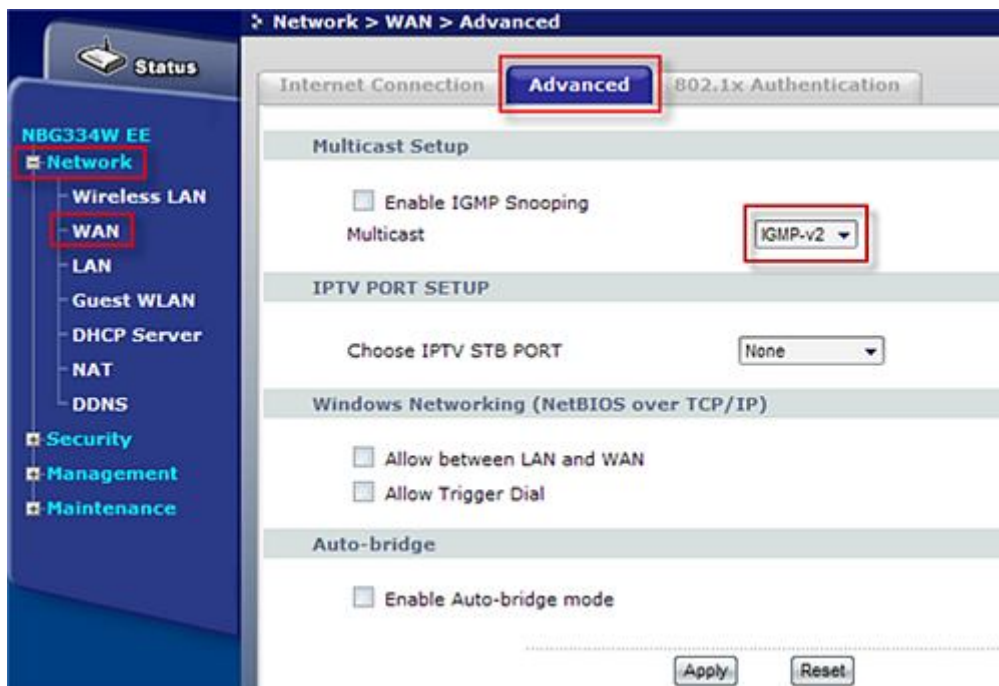 Network > WAN > Advanced
Status
Internet Connection
Advanced
802.1x Authentication
NBG334W EE
Network
Wireless LAN
WAN
LAN
Guest WLAN
DHCP Server
NAT
DDNS
Security
Management
Maintenance
Multicast Setup
Enable IGMP Snooping
Multicast
IGMP-v2
IPTV PORT SETUP
Choose IPTV STB PORT
None
Windows Networking (NetBIOS over TCP/IP)
Allow between LAN and WAN
Allow Trigger Dial
Auto-bridge
Enable Auto-bridge mode
Apply
Reset